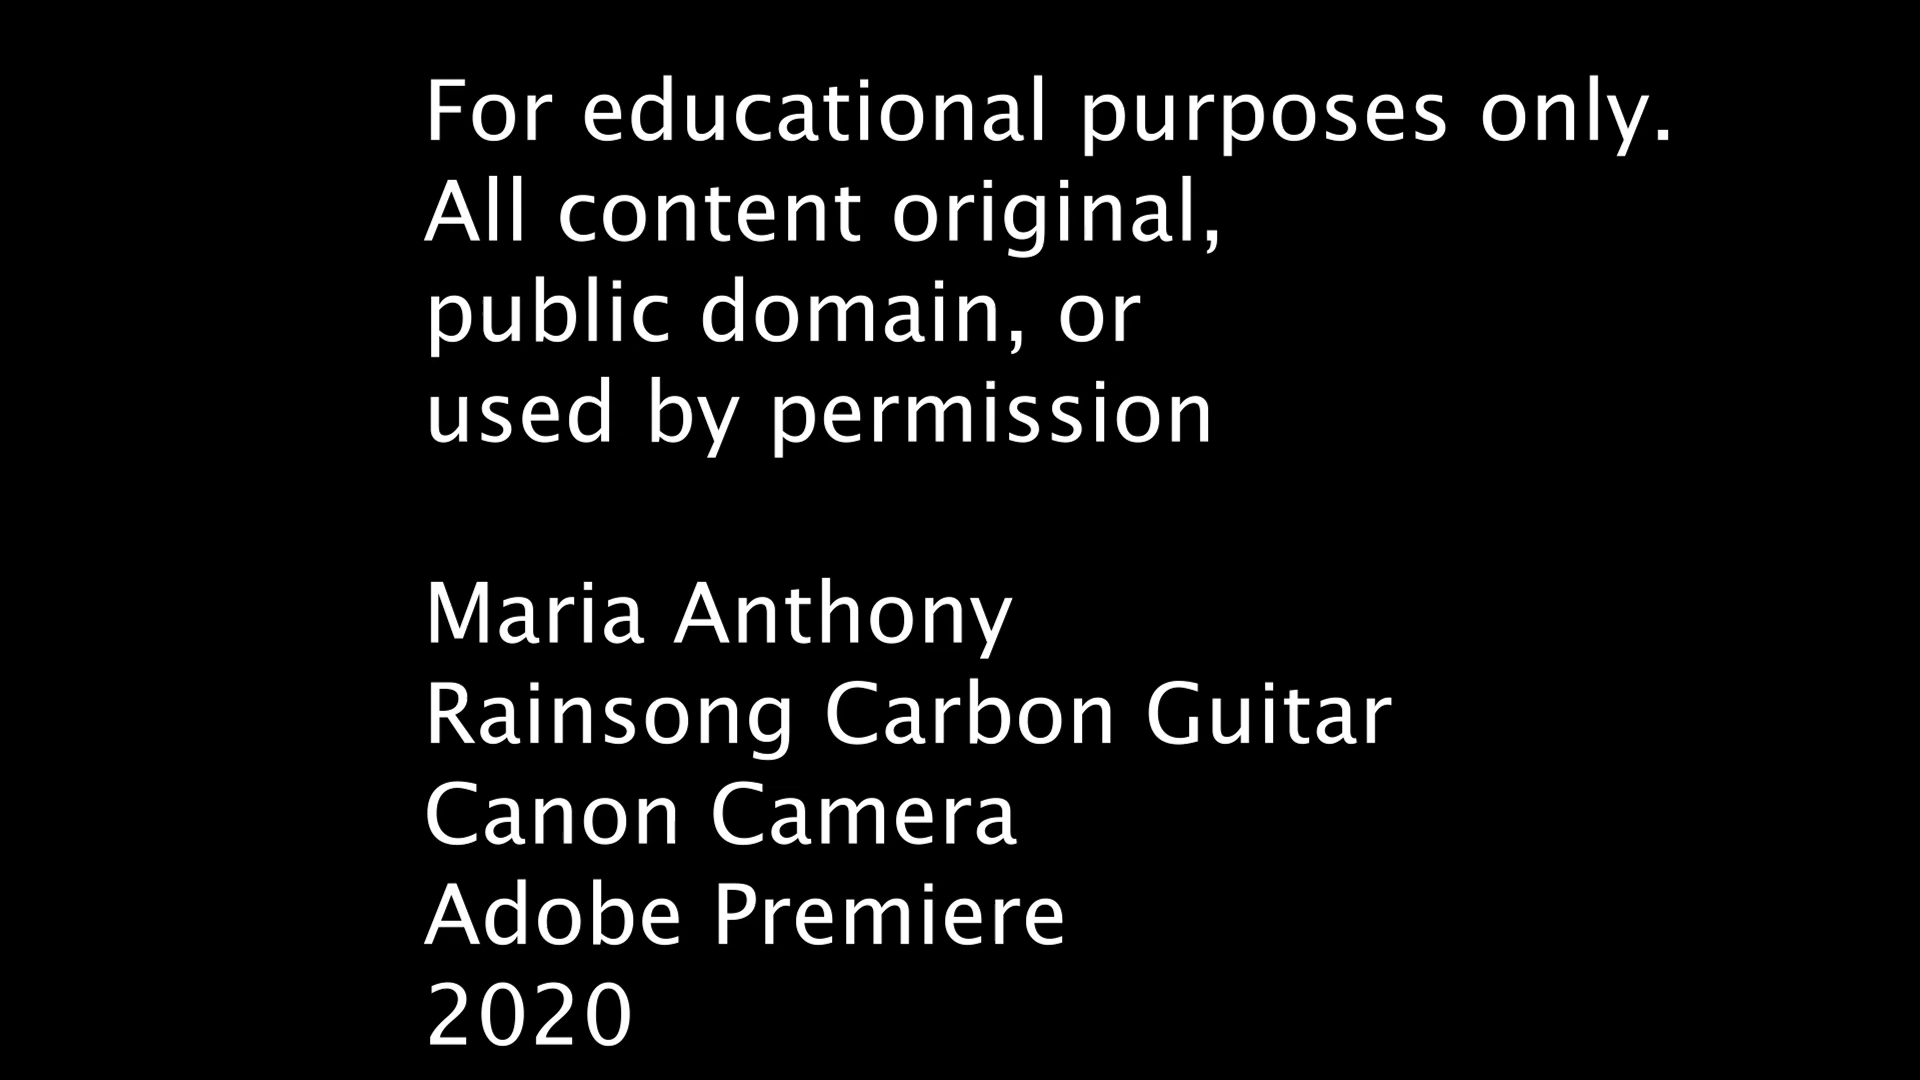 For educational purposes only.
All content original,
public domain, or
used by permission
Maria Anthony
Rainsong Carbon Guitar
Canon Camera
Adobe Premiere
2020